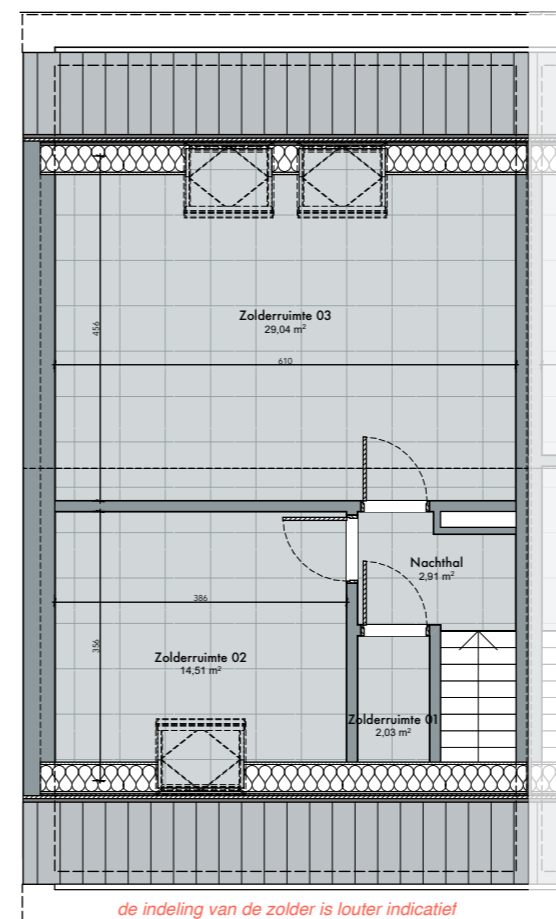 Zolderruimte 03
29,04 m²
456
610
Nachthal
2,91 m²
386
356
Zolderruimte 02
14,51 m²
Zolderruimte 01
2,03 m²
de indeling van de zolder is louter indicatief